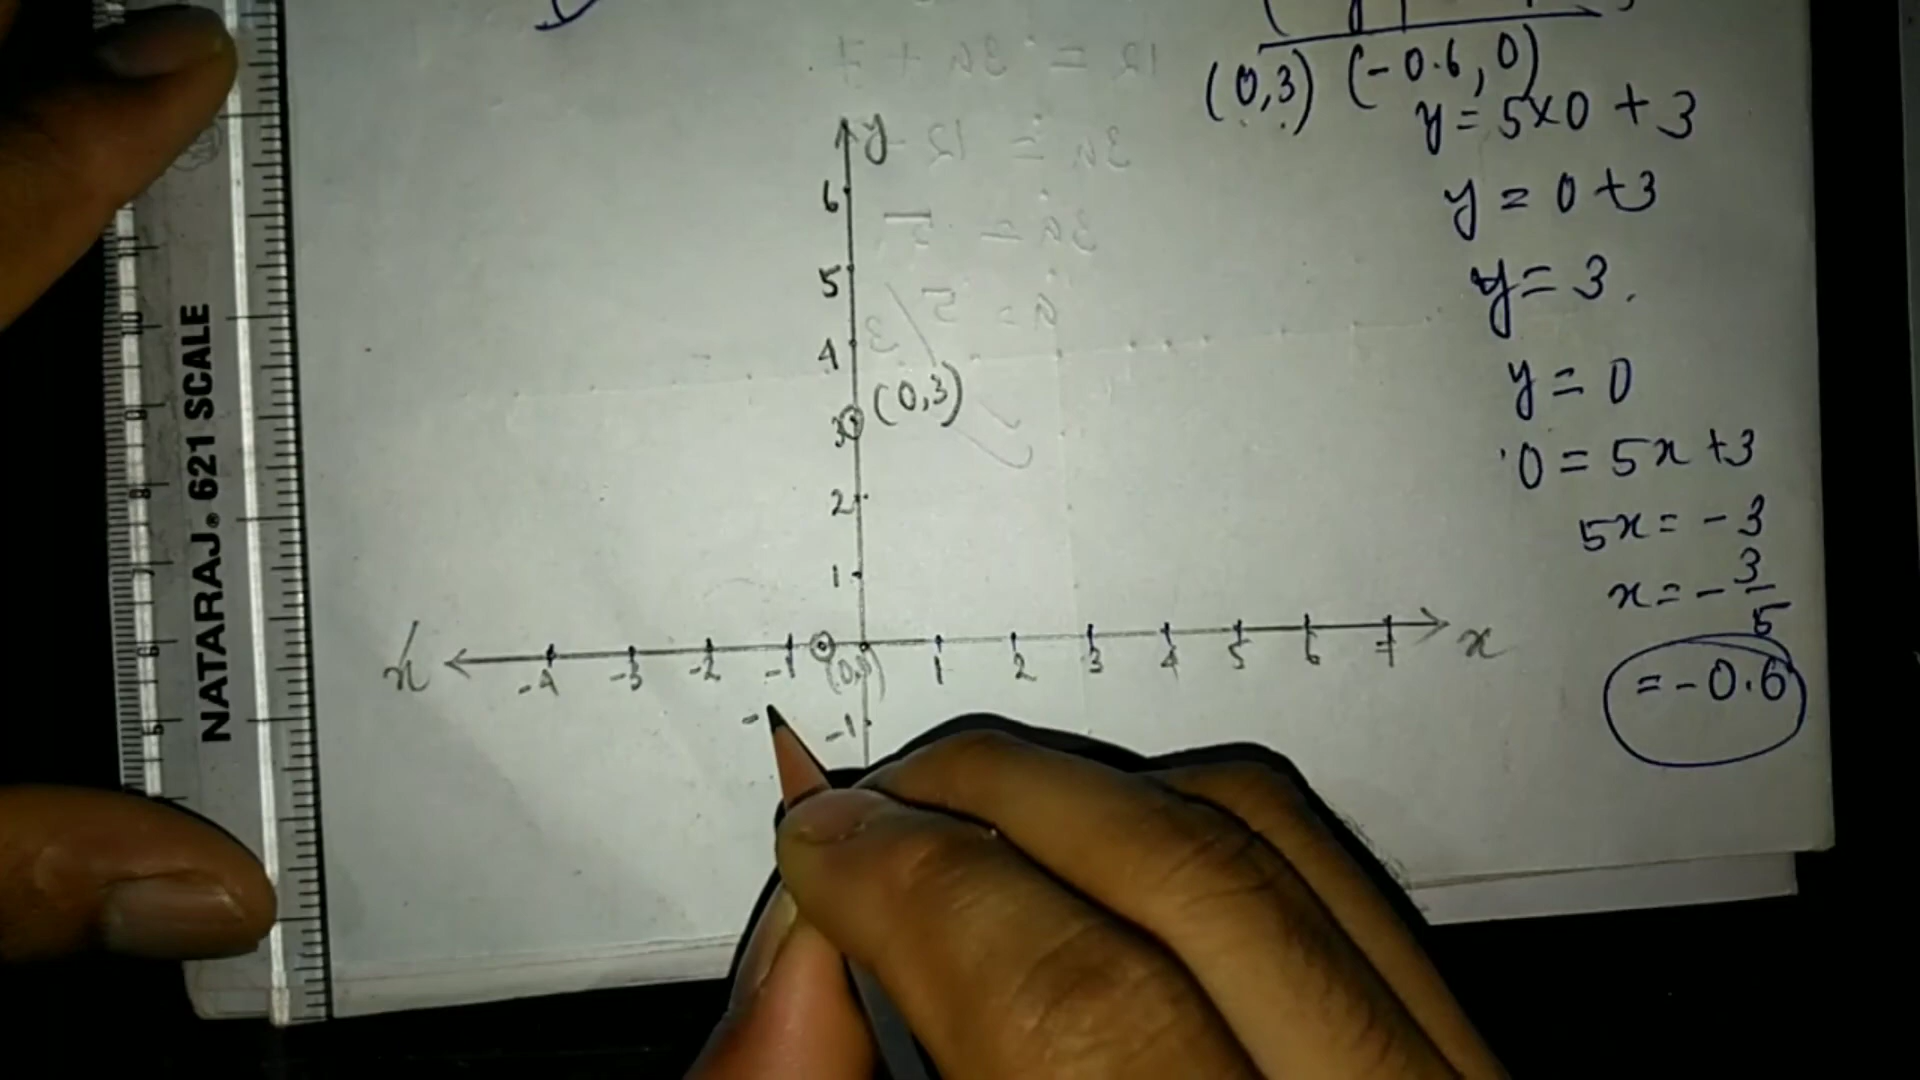 (0,3) (-0.6, 0)
y = 5x0 + 3
y = 0 + 3
y = 3.
y = 0
0 = 5x + 3
5x = -3
x = - 3/5
= -0.6
y
6
5
4
(0,3)
3
2
1
x' -4 -3 -2 -1 1 2 3 4 5 6 7 x
-
-1
NATARAJ® 621 SCALE